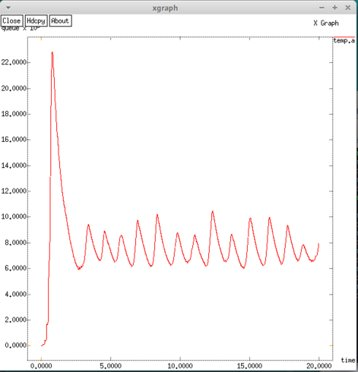 xgraph
Close Hdcpy About
X Graph
queue x
temp.a
22,0000
20,0000
18,0000
16,0000
14,0000
12,0000
10,0000
8,0000
6,0000
4,0000
2,0000
0,0000
0,0000 5,0000 10,0000 15,0000 20,0000
time